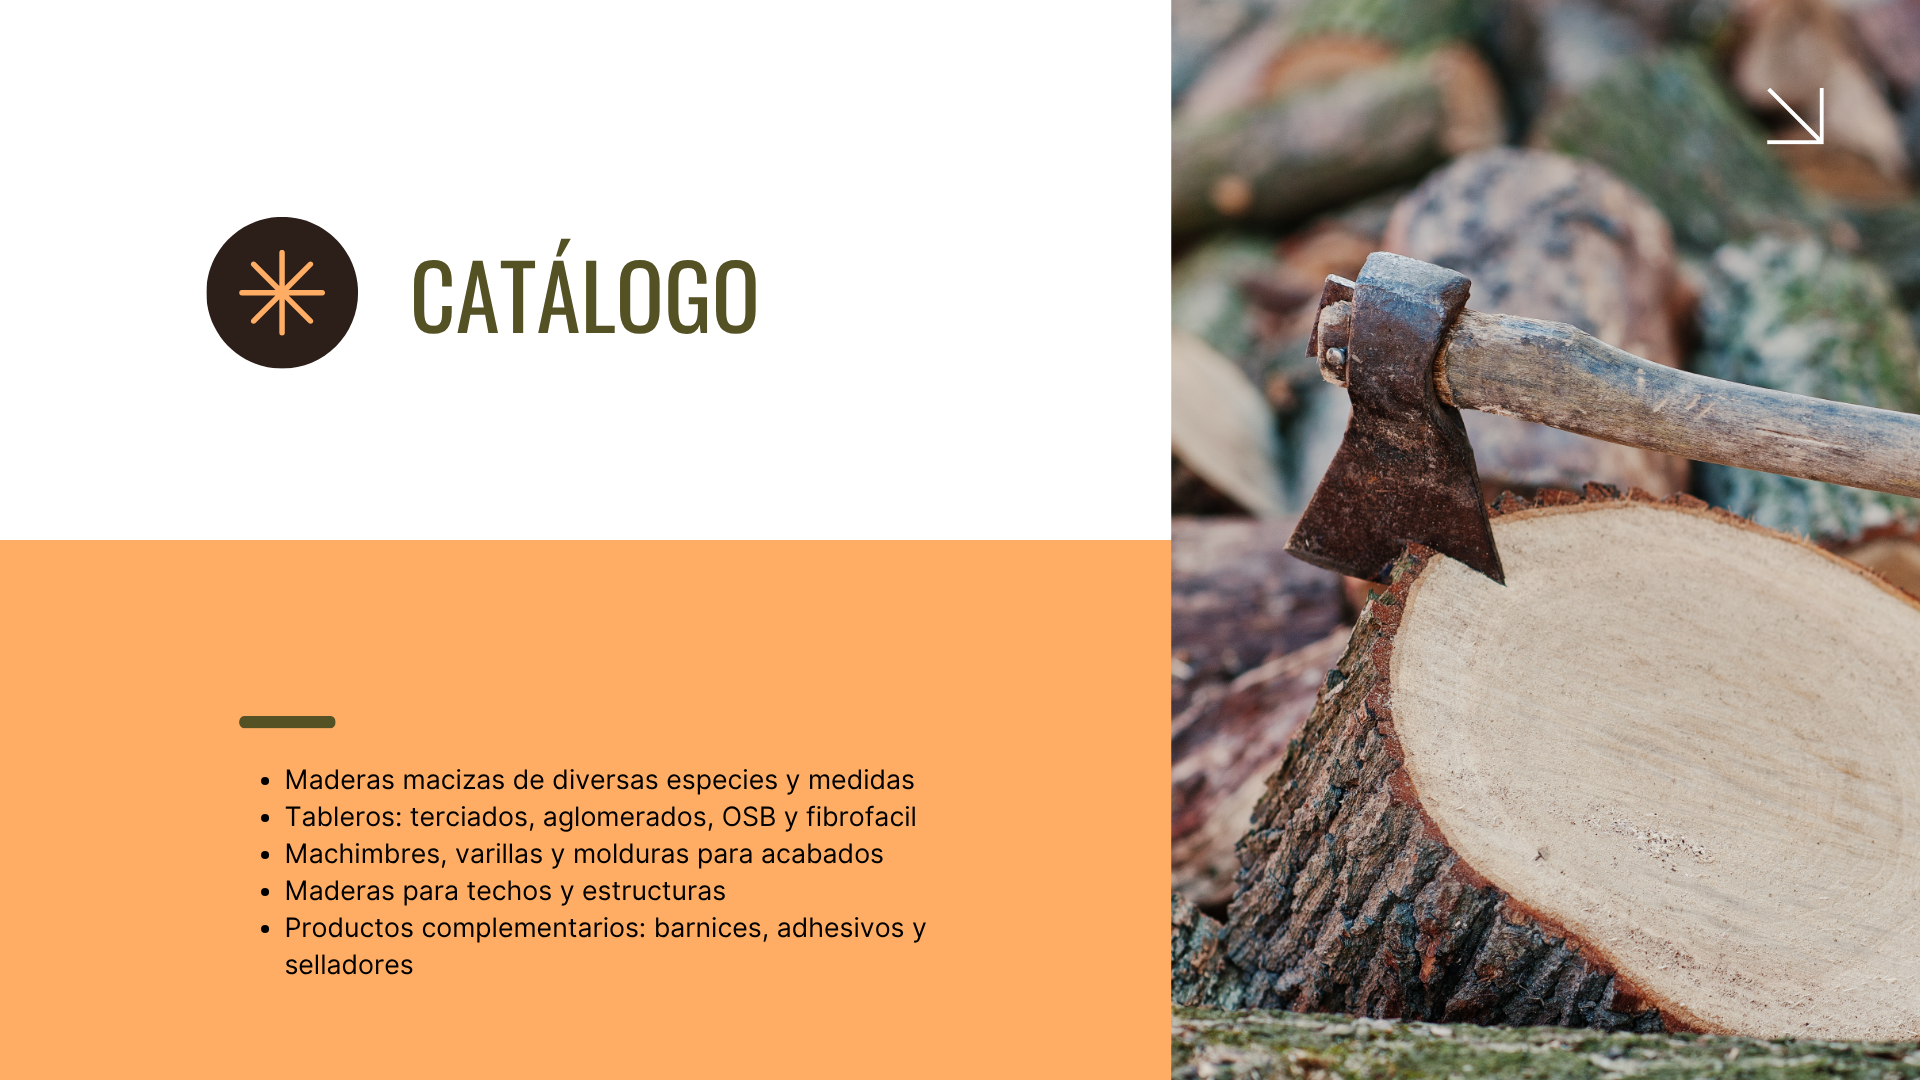 CATÁLOGO
• Maderas macizas de diversas especies y medidas
• Tableros: terciados, aglomerados, OSB y fibrofacil
• Machimbres, varillas y molduras para acabados
• Maderas para techos y estructuras
• Productos complementarios: barnices, adhesivos y
selladores